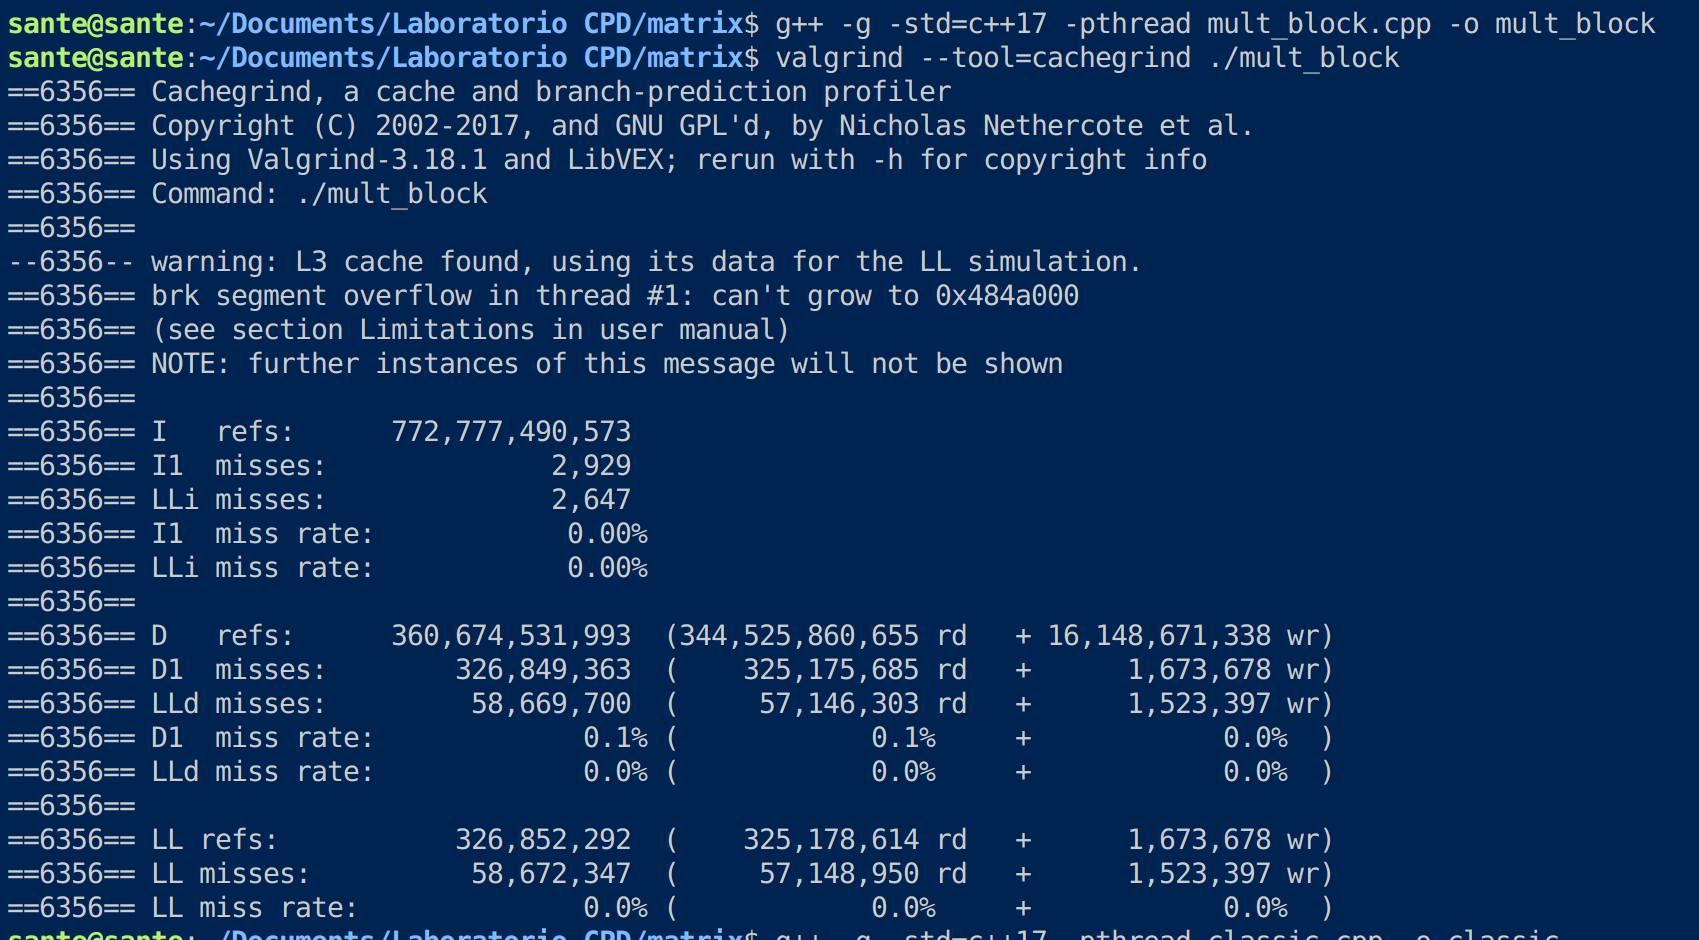 sante@sante:~/Documents/Laboratorio CPD/matrix$ g++ -g -std=c++17 -pthread mult_block.cpp -o mult_block
sante@sante:~/Documents/Laboratorio CPD/matrix$ valgrind --tool=cachegrind ./mult_block
==6356== Cachegrind, a cache and branch-prediction profiler
==6356== Copyright (C) 2002-2017, and GNU GPL'd, by Nicholas Nethercote et al.
==6356== Using Valgrind-3.18.1 and LibVEX; rerun with -h for copyright info
==6356== Command: ./mult_block
==6356==
--6356-- warning: L3 cache found, using its data for the LL simulation.
==6356== brk segment overflow in thread #1: can't grow to 0x484a000
==6356== (see section Limitations in user manual)
==6356== NOTE: further instances of this message will not be shown
==6356==
==6356== I   refs:      772,777,490,573
==6356== I1  misses:              2,929
==6356== LLi misses:              2,647
==6356== I1  miss rate:            0.00%
==6356== LLi miss rate:            0.00%
==6356==
==6356== D   refs:      360,674,531,993  (344,525,860,655 rd   + 16,148,671,338 wr)
==6356== D1  misses:        326,849,363  (    325,175,685 rd   +      1,673,678 wr)
==6356== LLd misses:         58,669,700  (     57,146,303 rd   +      1,523,397 wr)
==6356== D1  miss rate:             0.1% (            0.1%     +            0.0%  )
==6356== LLd miss rate:             0.0% (            0.0%     +            0.0%  )
==6356==
==6356== LL refs:           326,852,292  (    325,178,614 rd   +      1,673,678 wr)
==6356== LL misses:          58,672,347  (     57,148,950 rd   +      1,523,397 wr)
==6356== LL miss rate:              0.0% (            0.0%     +            0.0%  )
sante@sante:~/Documents/Laboratorio CPD/matrix$ g++ -g -std=c++17 -pthread classic.cpp -o classic